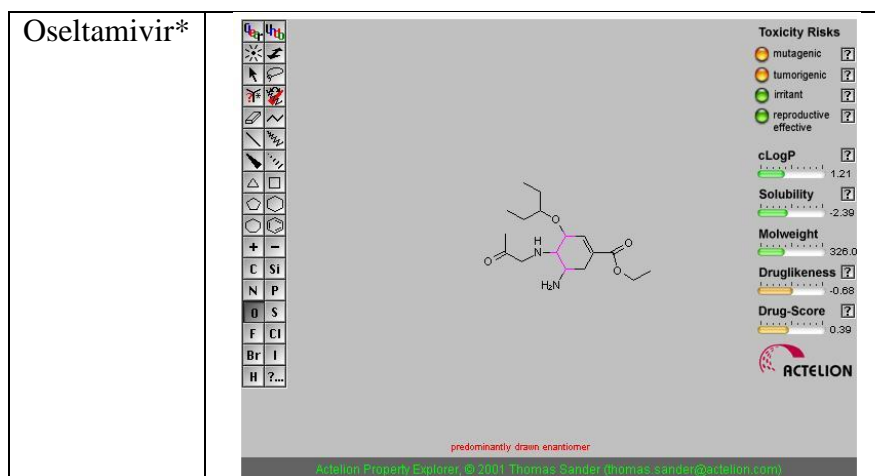 Oseltamivir*
C Si
N P
O S
F Cl
Br I
H ?...
H
N
O
O
H₂N
O
O
predominantly drawn enantiomer
Toxicity Risks
mutagenic ?
tumorigenic ?
irritant ?
reproductive ?
effective
cLogP ?
1.21
Solubility ?
-2.39
Molweight
326.0
Druglikeness ?
-0.68
Drug-Score ?
0.39
ACTELION
Actelion Property Explorer, © 2001 Thomas Sander (thomas.sander@actelion.com)